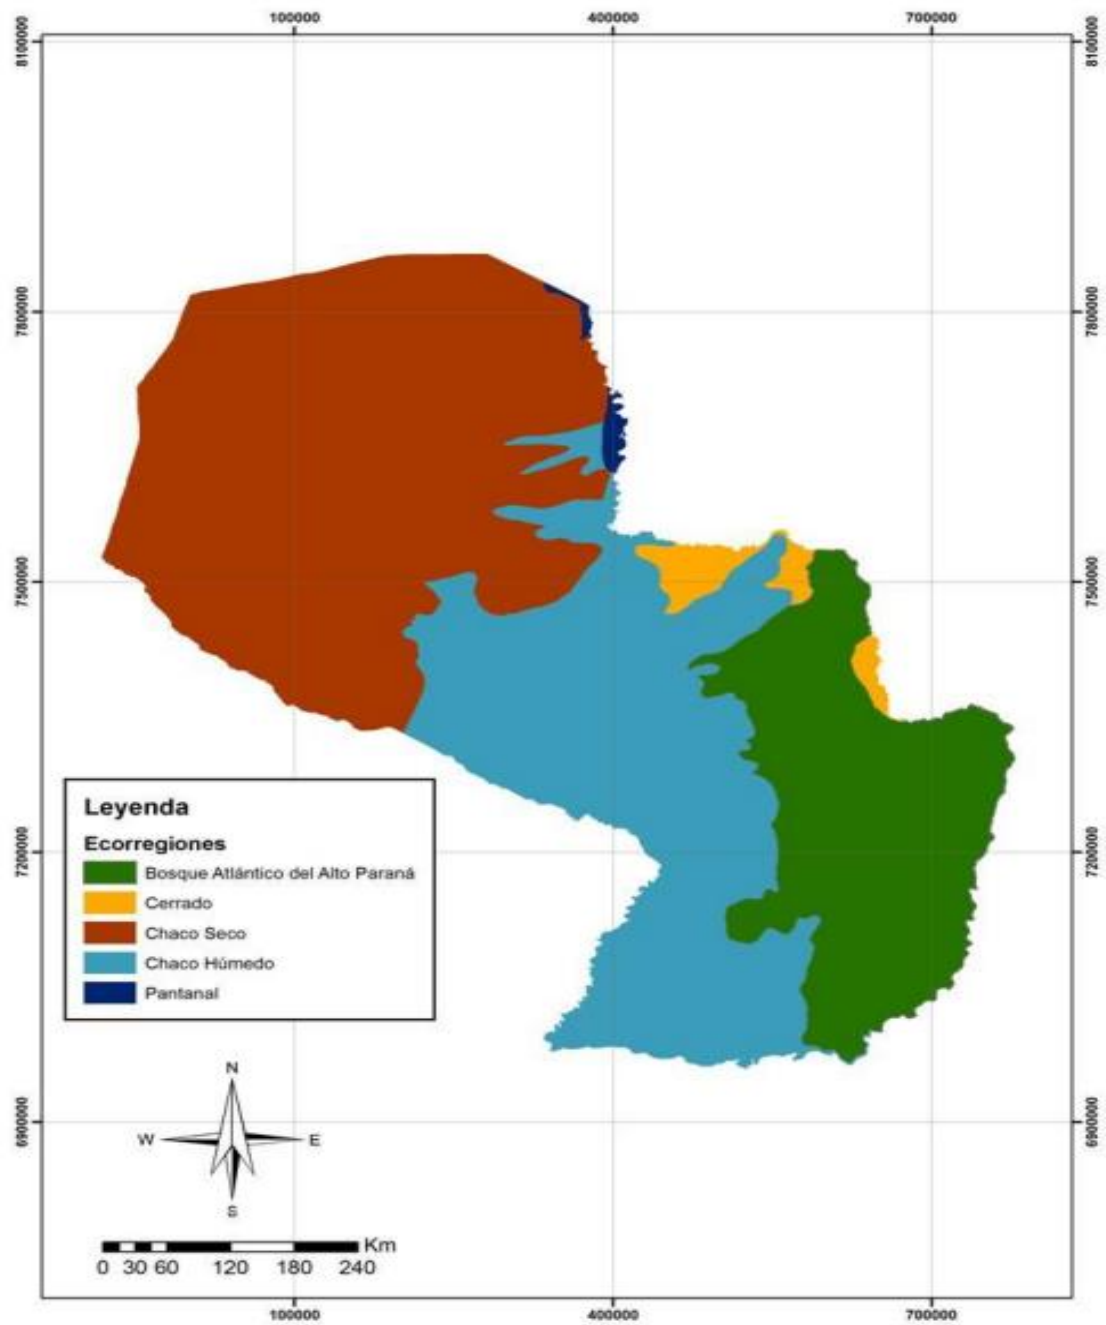 100000 400000 700000
8100000 8100000
7800000 7800000
7500000 7500000
7200000 7200000
6900000 6900000
Leyenda
Ecorregiones
Bosque Atlántico del Alto Paraná
Cerrado
Chaco Seco
Chaco Húmedo
Pantanal
N
W E
S
Km
0 30 60 120 180 240
100000 400000 700000